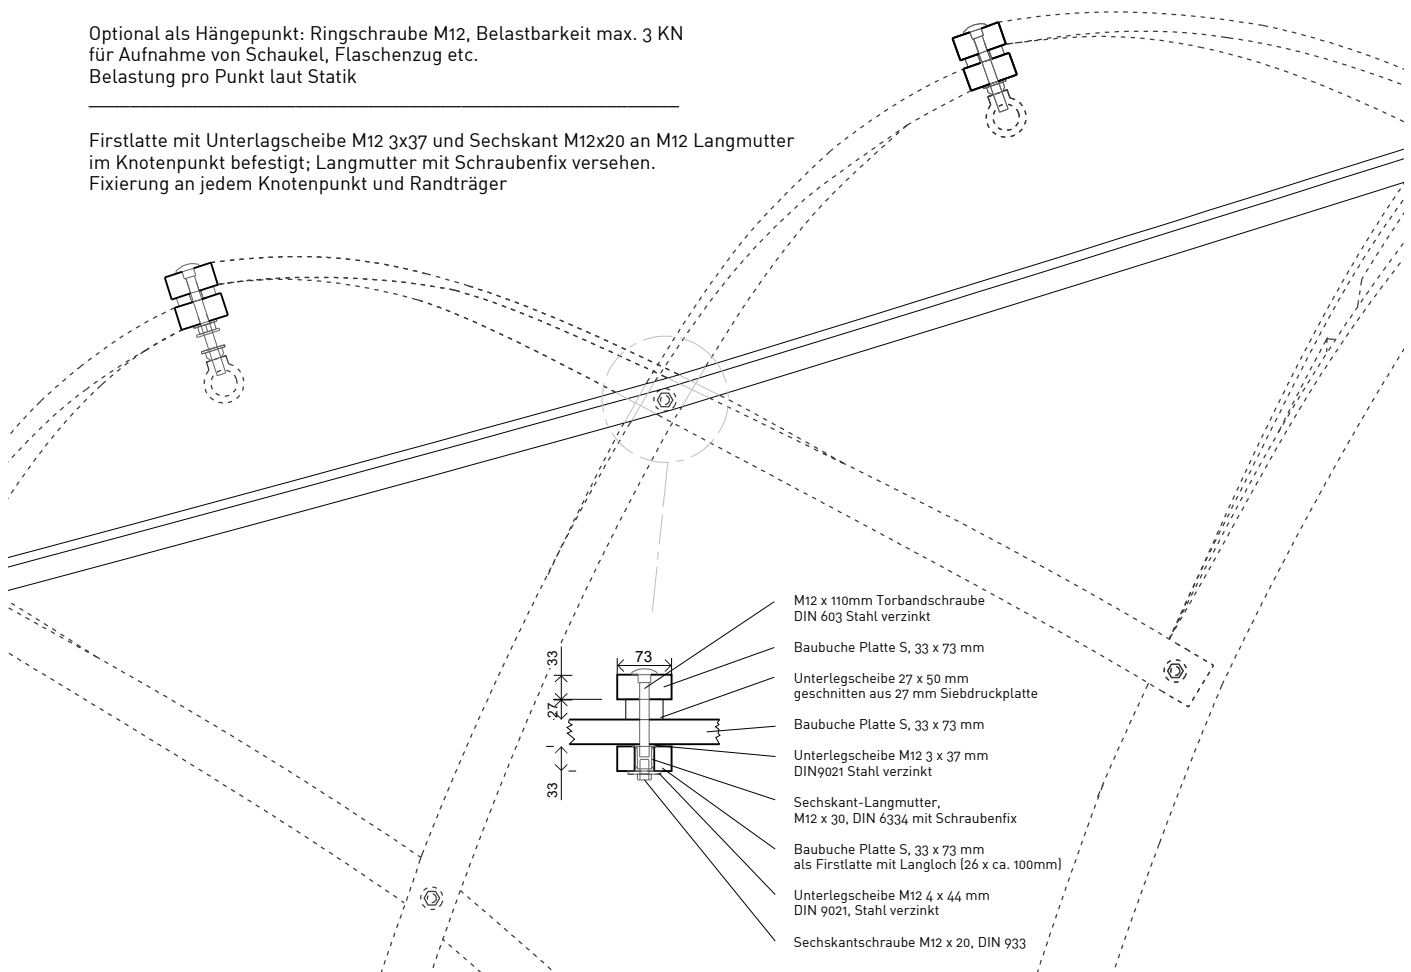 Optional als Hängepunkt: Ringschraube M12, Belastbarkeit max. 3 KN
für Aufnahme von Schaukel, Flaschenzug etc.
Belastung pro Punkt laut Statik
Firstlatte mit Unterlagscheibe M12 3x37 und Sechskant M12x20 an M12 Langmutter
im Knotenpunkt befestigt; Langmutter mit Schraubenfix versehen.
Fixierung an jedem Knotenpunkt und Randträger
33
73
27
33
M12 x 110mm Torbandschraube
DIN 603 Stahl verzinkt
Baubuche Platte S, 33 x 73 mm
Unterlegscheibe 27 x 50 mm
geschnitten aus 27 mm Siebdruckplatte
Baubuche Platte S, 33 x 73 mm
Unterlegscheibe M12 3 x 37 mm
DIN9021 Stahl verzinkt
Sechskant-Langmutter,
M12 x 30, DIN 6334 mit Schraubenfix
Baubuche Platte S, 33 x 73 mm
als Firstlatte mit Langloch (26 x ca. 100mm)
Unterlegscheibe M12 4 x 44 mm
DIN 9021, Stahl verzinkt
Sechskantschraube M12 x 20, DIN 933